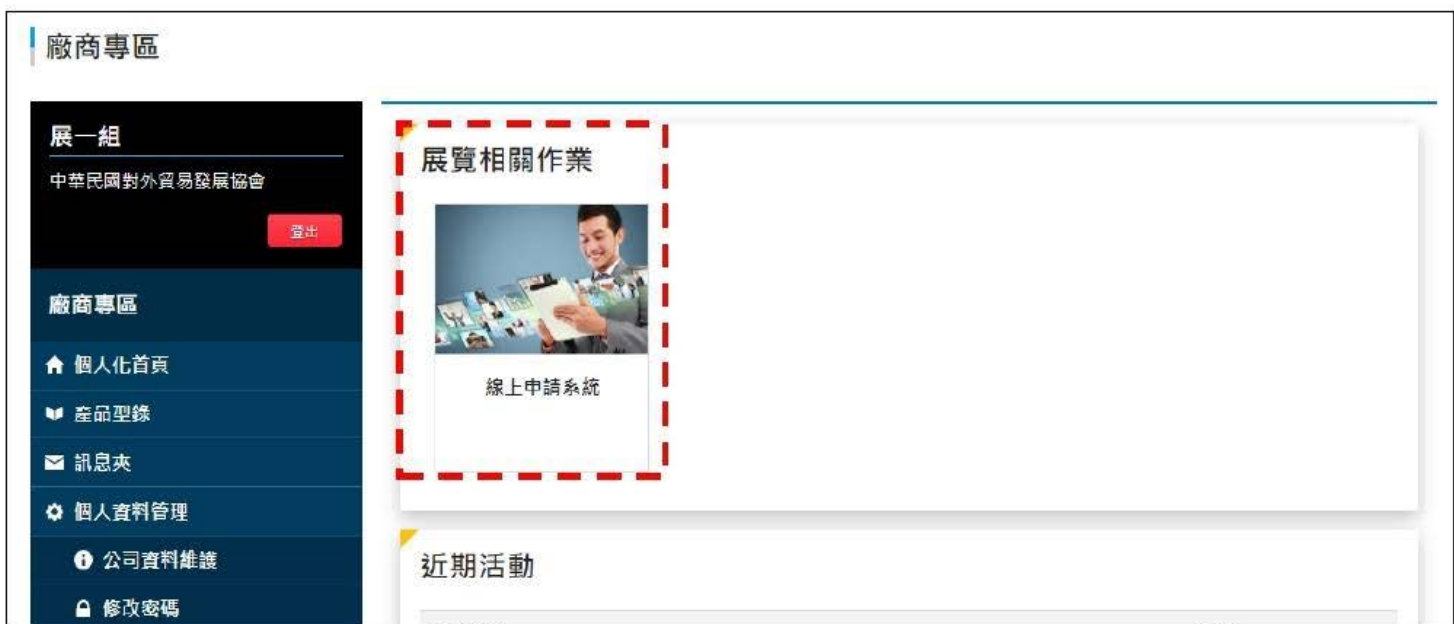 廠商專區
展一組
中華民國對外貿易發展協會
登出
廠商專區
個人化首頁
產品型錄
訊息夾
個人資料管理
公司資料維護
修改密碼
展覽相關作業
線上申請系統
近期活動